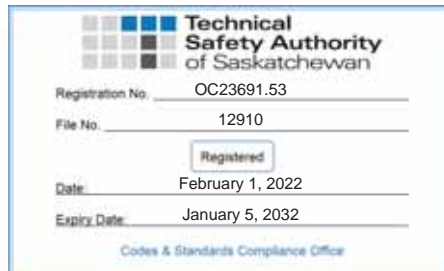 Technical
Safety Authority
of Saskatchewan
Registration No. OC23691.53
File No. 12910
Registered
Date: February 1, 2022
Expiry Date: January 5, 2032
Codes & Standards Compliance Office